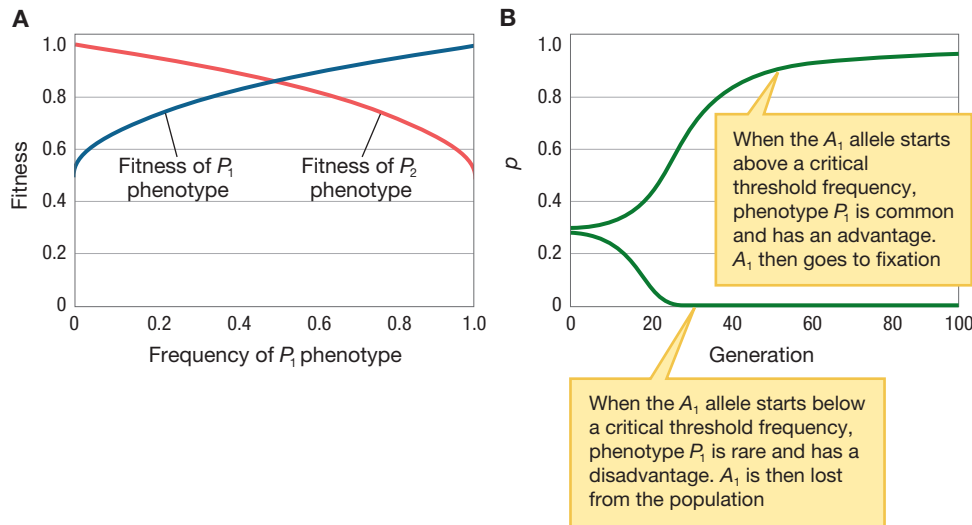 A
1.0
0.8
0.6
0.4
0.2
0
Fitness
Fitness of P1
phenotype
Fitness of P2
phenotype
0
0.2
0.4
0.6
0.8
1.0
Frequency of P1 phenotype
B
1.0
0.8
0.6
0.4
0.2
0
p
When the A1 allele starts
above a critical
threshold frequency,
phenotype P1 is common
and has an advantage.
A1 then goes to fixation
0
20
40
60
80
100
Generation
When the A1 allele starts below
a critical threshold frequency,
phenotype P1 is rare and has a
disadvantage. A1 is then lost
from the population